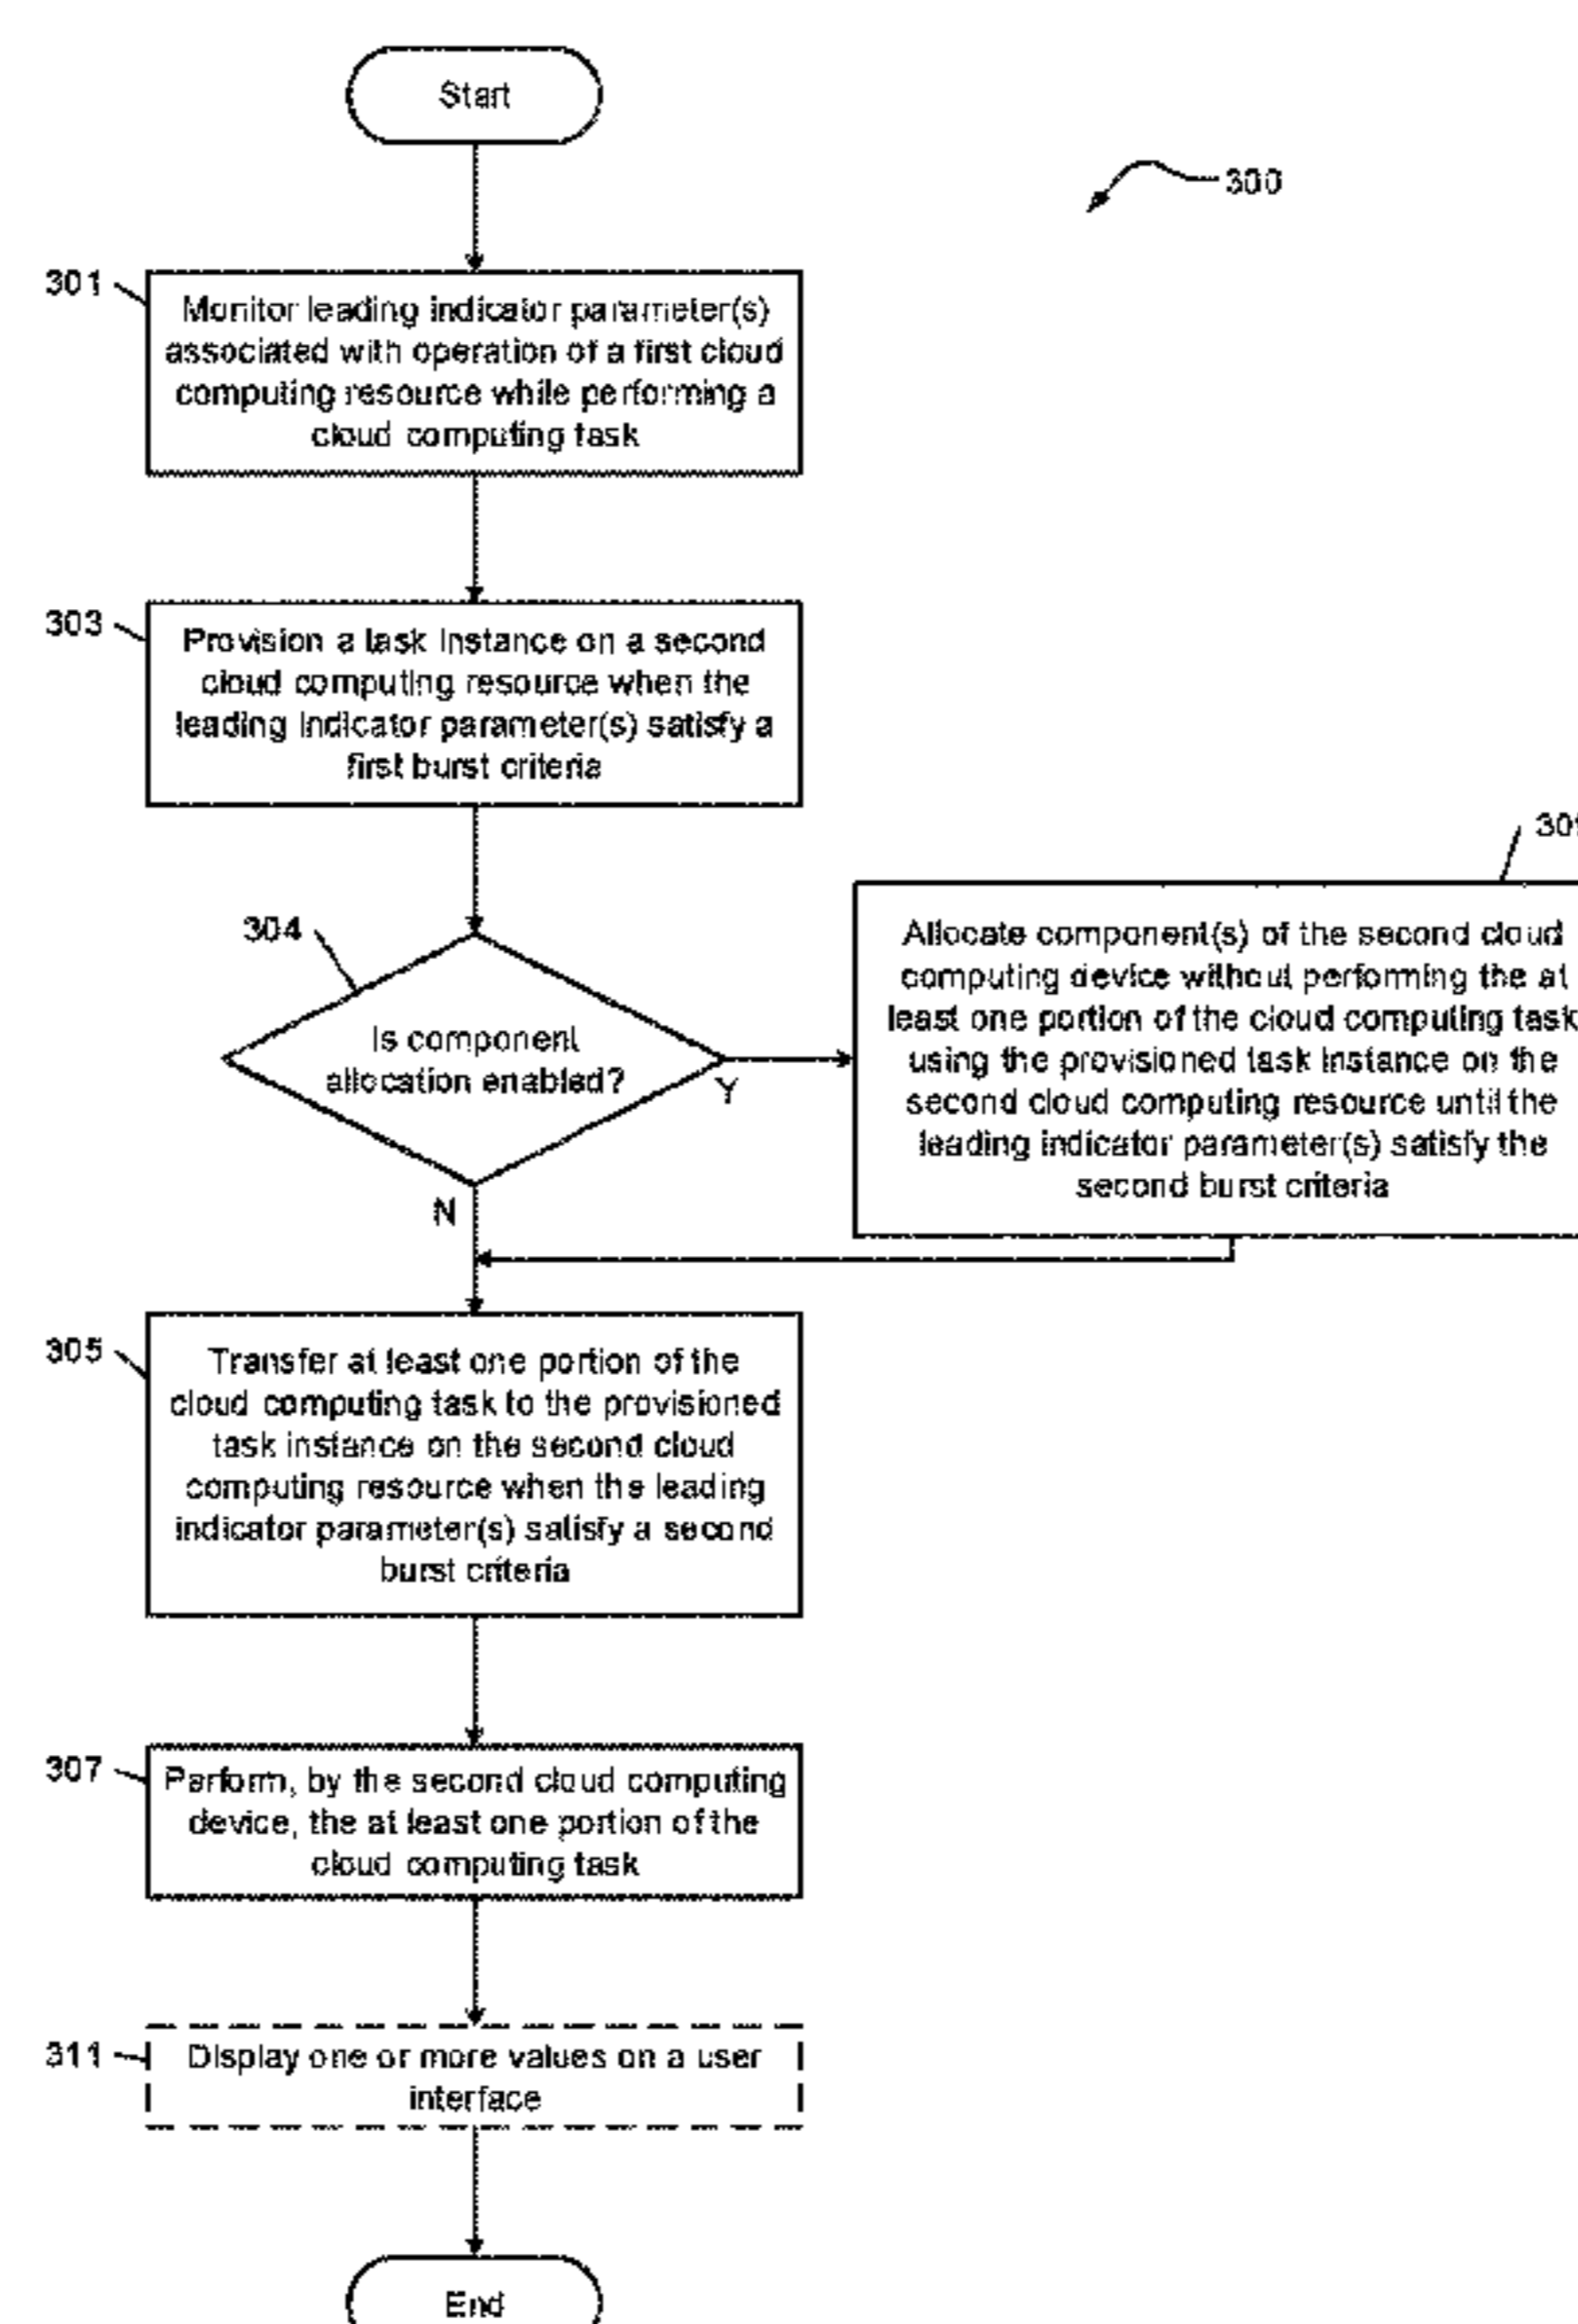 Start
300
301
Monitor leading indicator parameter(s)
associated with operation of a first cloud
computing resource while performing a
cloud computing task
303
Provision a task instance on a second
cloud computing resource when the
leading indicator parameter(s) satisfy a
first burst criteria
304
Is component
allocation enabled?
Y
N
Allocate component(s) of the second cloud
computing device without performing the at
least one portion of the cloud computing task
using the provisioned task instance on the
second cloud computing resource until the
leading indicator parameter(s) satisfy the
second burst criteria
305
Transfer at least one portion of the
cloud computing task to the provisioned
task instance on the second cloud
computing resource when the leading
indicator parameter(s) satisfy a second
burst criteria
307
Perform, by the second cloud computing
device, the at least one portion of the
cloud computing task
311
Display one or more values on a user
interface
End